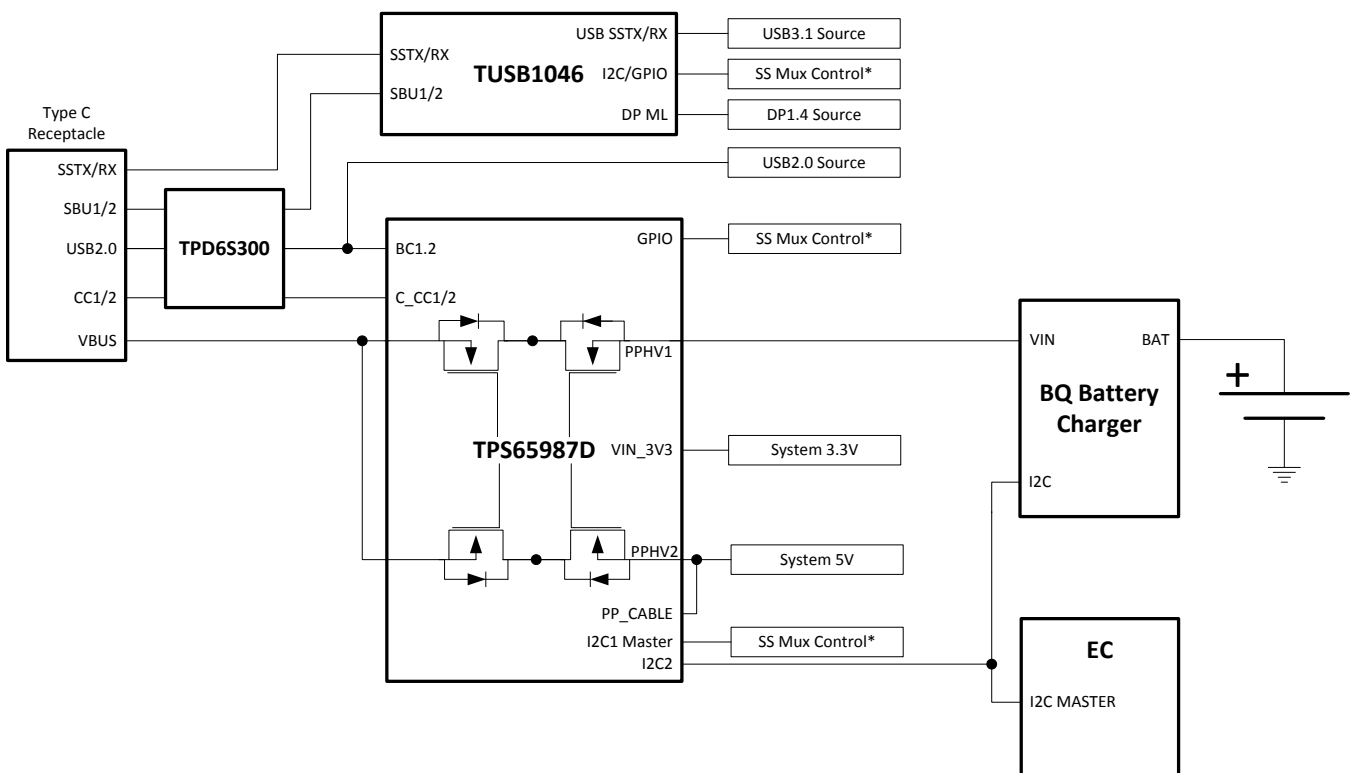 USB SSTX/RX
USB3.1 Source
SSTX/RX
TUSB1046
I2C/GPIO
SS Mux Control*
SBU1/2
DP ML
DP1.4 Source
Type C
Receptacle
USB2.0 Source
SSTX/RX
SBU1/2
USB2.0
TPD6S300
CC1/2
VBUS
BC1.2
GPIO
SS Mux Control*
C_CC1/2
PPHV1
TPS65987D
VIN_3V3
System 3.3V
PPHV2
System 5V
PP_CABLE
I2C1 Master
SS Mux Control*
I2C2
VIN
BAT
BQ Battery
Charger
I2C
+
EC
I2C MASTER